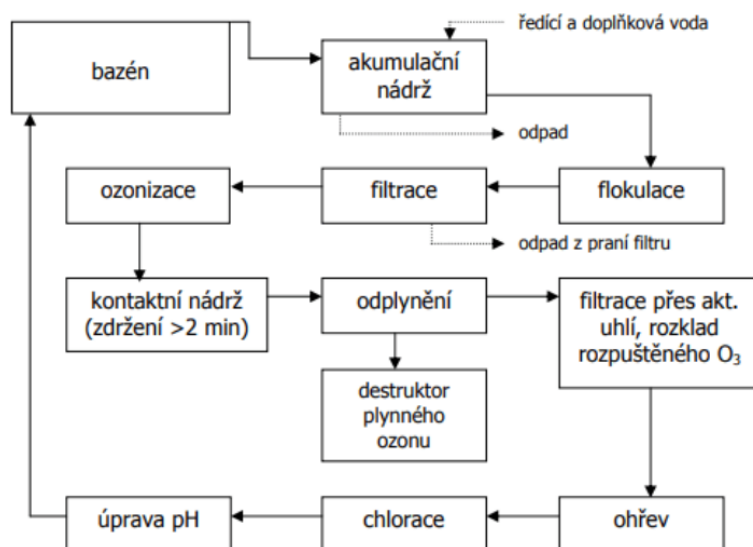 ředící a doplňková voda
bazén
akumulační
nádrž
odpad
ozonizace
filtrace
flokulace
odpad z praní filtru
kontaktní nádrž
(zdržení >2 min)
odplynění
filtrace přes akt.
uhlí, rozklad
rozpuštěného O₃
destruktor
plynného
ozonu
úprava pH
chlorace
ohřev